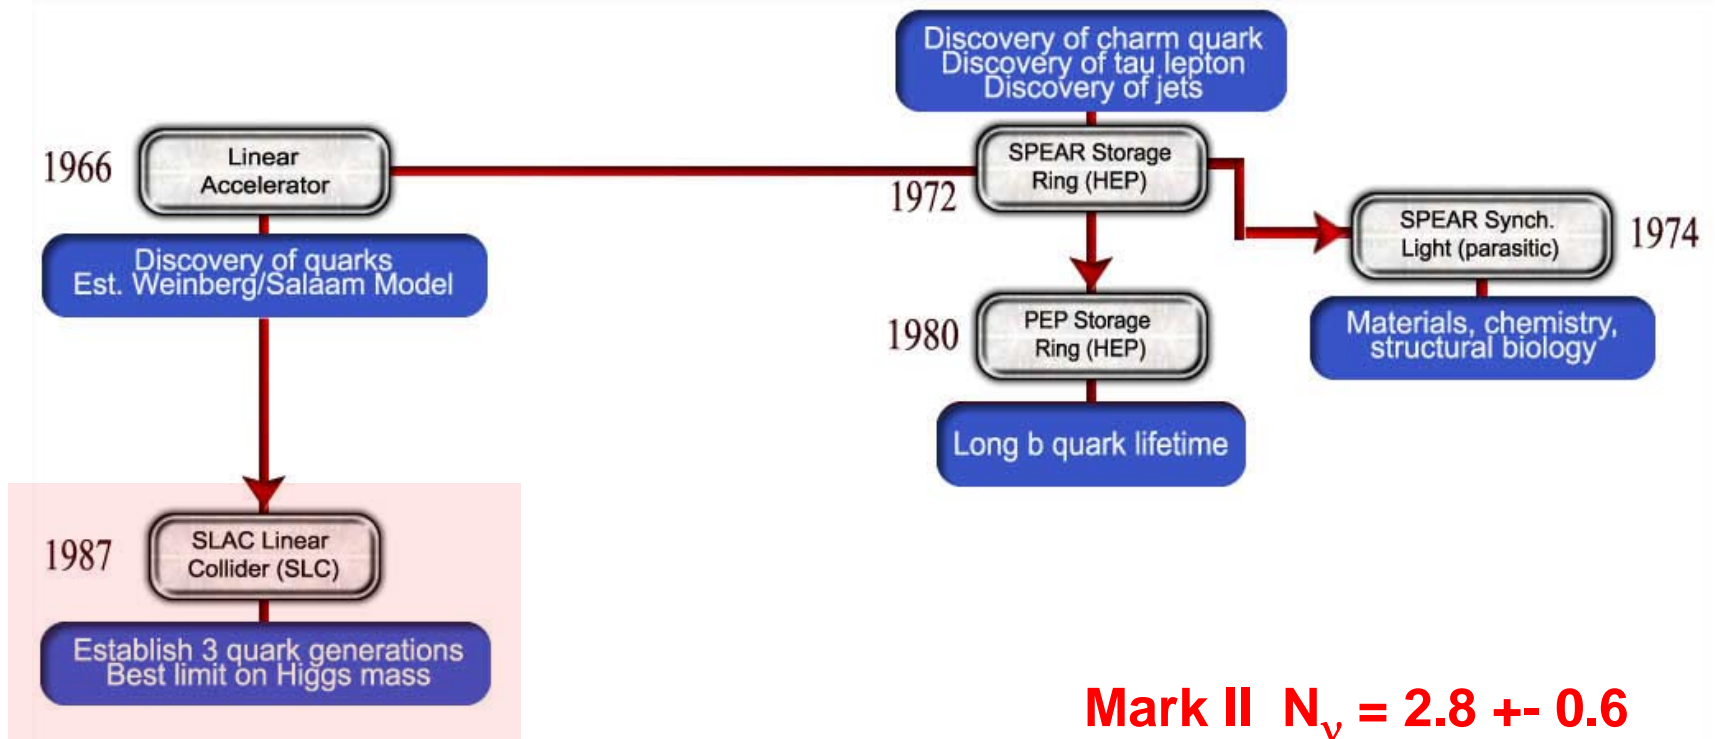 Discovery of charm quark
Discovery of tau lepton
Discovery of jets
1966
Linear
Accelerator
SPEAR Storage
Ring (HEP)
1972
SPEAR Synch.
Light (parasitic)
1974
Discovery of quarks
Est. Weinberg/Salaam Model
1980
PEP Storage
Ring (HEP)
Materials, chemistry,
structural biology
Long b quark lifetime
1987
SLAC Linear
Collider (SLC)
Establish 3 quark generations
Best limit on Higgs mass
Mark II Nν = 2.8 +- 0.6